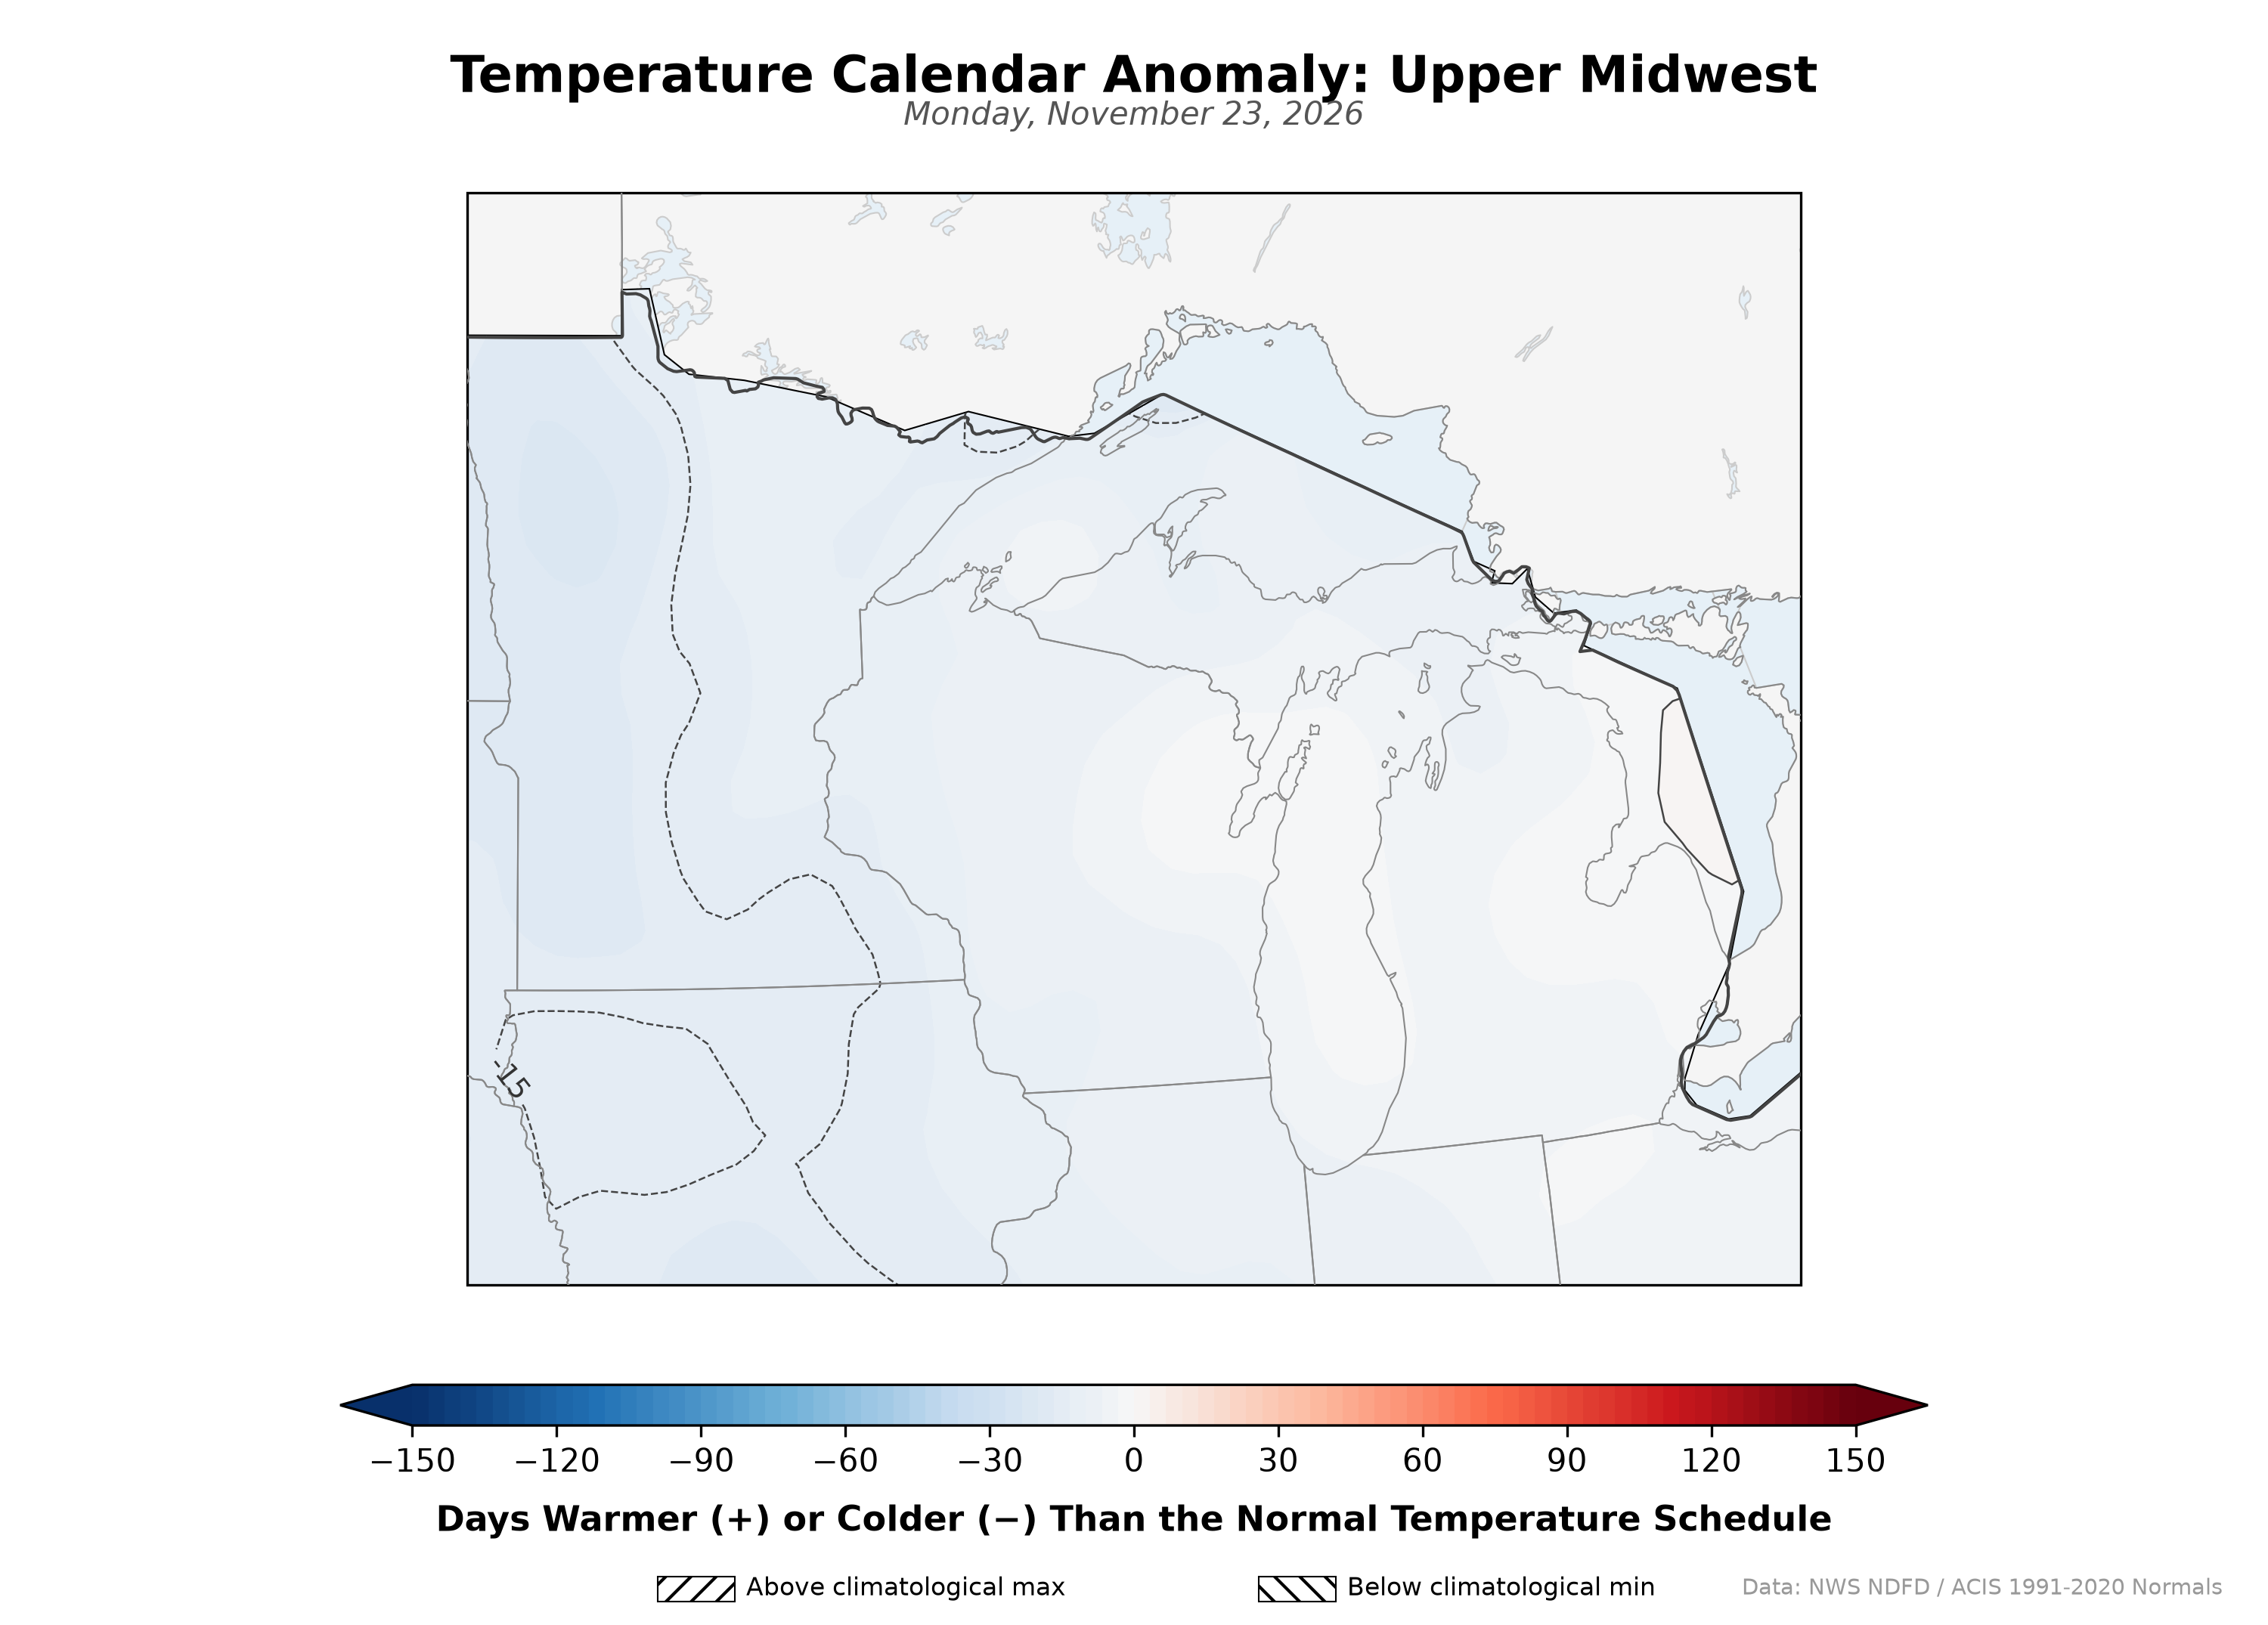 Temperature Calendar Anomaly: Upper Midwest
Monday, November 23, 2026
-15
−150 −120 −90 −60 −30 0 30 60 90 120 150
Days Warmer (+) or Colder (−) Than the Normal Temperature Schedule
Above climatological max
Below climatological min
Data: NWS NDFD / ACIS 1991-2020 Normals